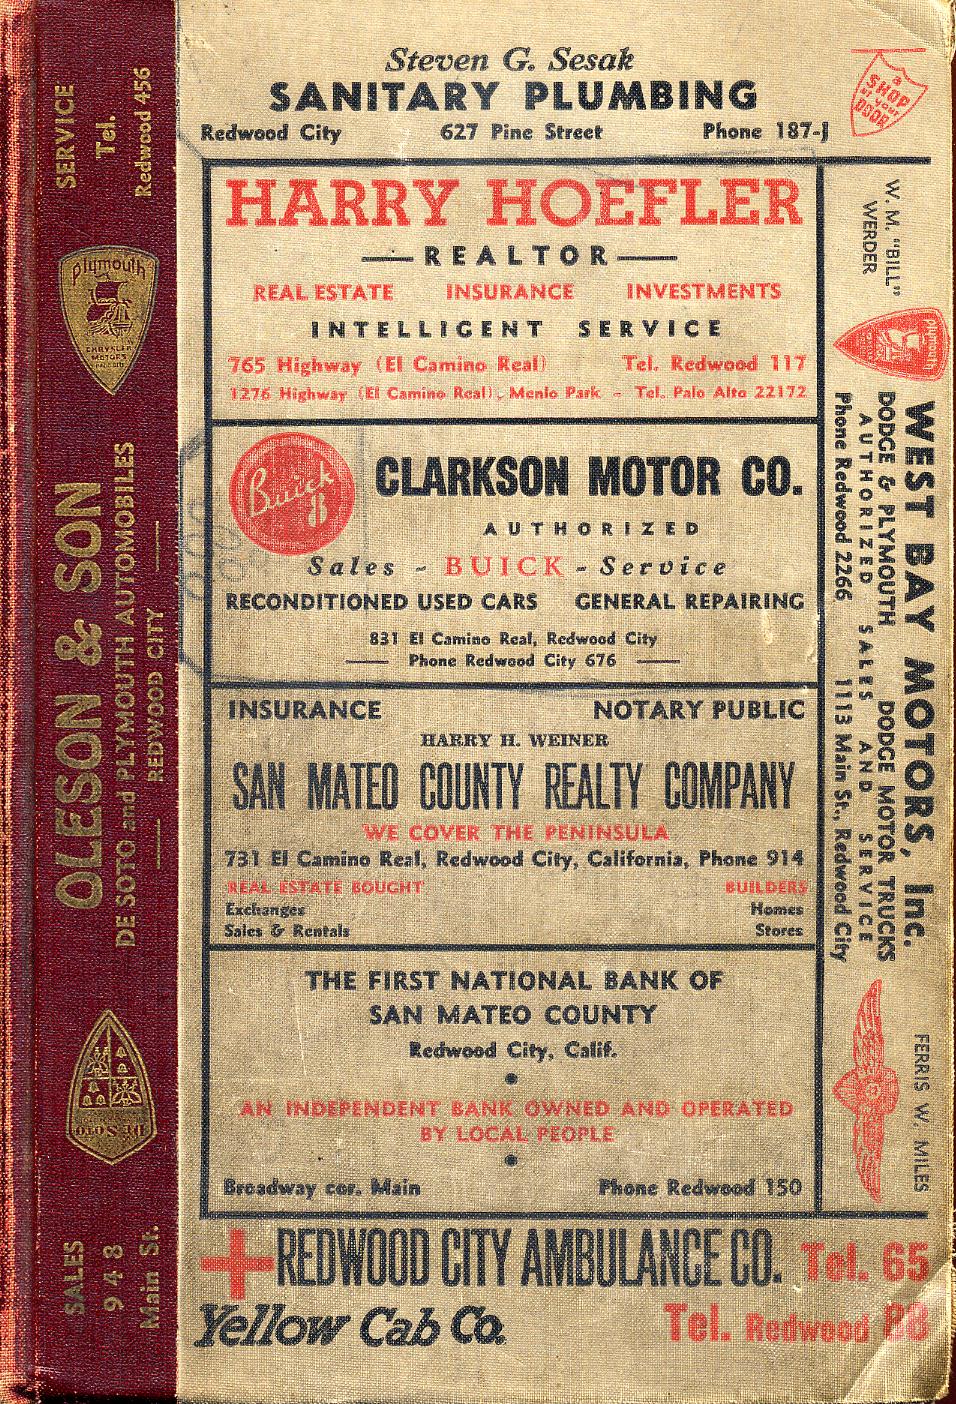 SERVICE
Tel.
Redwood 456
Plymouth
CHRYSLER
MOTORS
OLESON & SON
DE SOTO and PLYMOUTH AUTOMOBILES
REDWOOD CITY
DE SOTO
SALES
948
Main St.
Steven G. Sesak
SANITARY PLUMBING
Redwood City 627 Pine Street Phone 187-J
a
SHOP
at your
DOOR
HARRY HOEFLER
REALTOR
REAL ESTATE INSURANCE INVESTMENTS
INTELLIGENT SERVICE
765 Highway (El Camino Real) Tel. Redwood 117
1276 Highway (El Camino Real), Menlo Park - Tel. Palo Alto 22172
Buick
8
CLARKSON MOTOR CO.
AUTHORIZED
Sales - BUICK - Service
RECONDITIONED USED CARS GENERAL REPAIRING
831 El Camino Real, Redwood City
Phone Redwood City 676
INSURANCE NOTARY PUBLIC
HARRY H. WEINER
SAN MATEO COUNTY REALTY COMPANY
WE COVER THE PENINSULA
731 El Camino Real, Redwood City, California, Phone 914
REAL ESTATE BOUGHT BUILDERS
Exchanges Homes
Sales & Rentals Stores
THE FIRST NATIONAL BANK OF
SAN MATEO COUNTY
Redwood City, Calif.
AN INDEPENDENT BANK OWNED AND OPERATED
BY LOCAL PEOPLE
Broadway cor. Main Phone Redwood 150
W. M. "BILL"
WERDER
WEST BAY MOTORS, Inc.
DODGE & PLYMOUTH DODGE MOTOR TRUCKS
AUTHORIZED SALES AND SERVICE
Phone Redwood 2266 1113 Main St., Redwood City
FERRIS W. MILES
REDWOOD CITY AMBULANCE CO. Tel. 65
Yellow Cab Co. Tel. Redwood 88